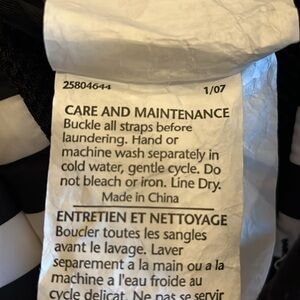 25804644 1/07
CARE AND MAINTENANCE
Buckle all straps before
laundering. Hand or
machine wash separately in
cold water, gentle cycle. Do
not bleach or iron. Line Dry.
Made in China
ENTRETIEN ET NETTOYAGE
Boucler toutes les sangles
avant le lavage. Laver
separement a la main ou a la
machine a l'eau froide au
cycle delicat. Ne pas se servir